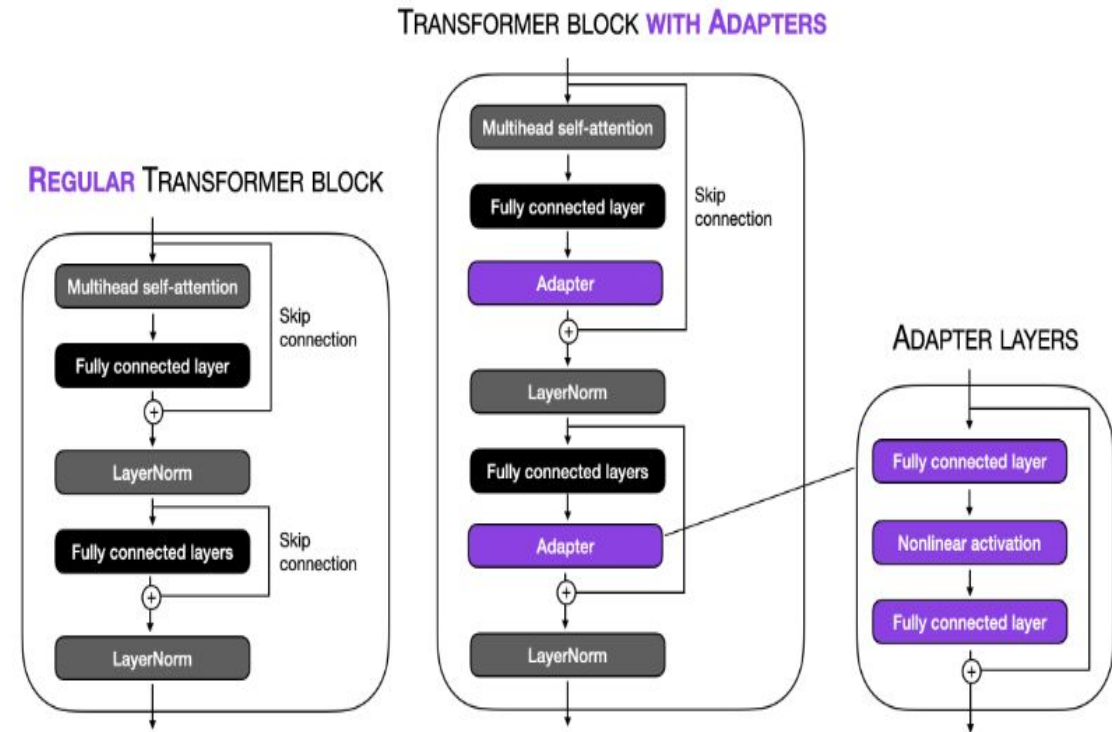 TRANSFORMER BLOCK WITH ADAPTERS
Multihead self-attention
Fully connected layer
Skip
connection
Adapter
+
LayerNorm
Fully connected layers
Adapter
+
LayerNorm
REGULAR TRANSFORMER BLOCK
Multihead self-attention
Skip
connection
Fully connected layer
+
LayerNorm
Fully connected layers
Skip
connection
+
LayerNorm
ADAPTER LAYERS
Fully connected layer
Nonlinear activation
Fully connected layer
+